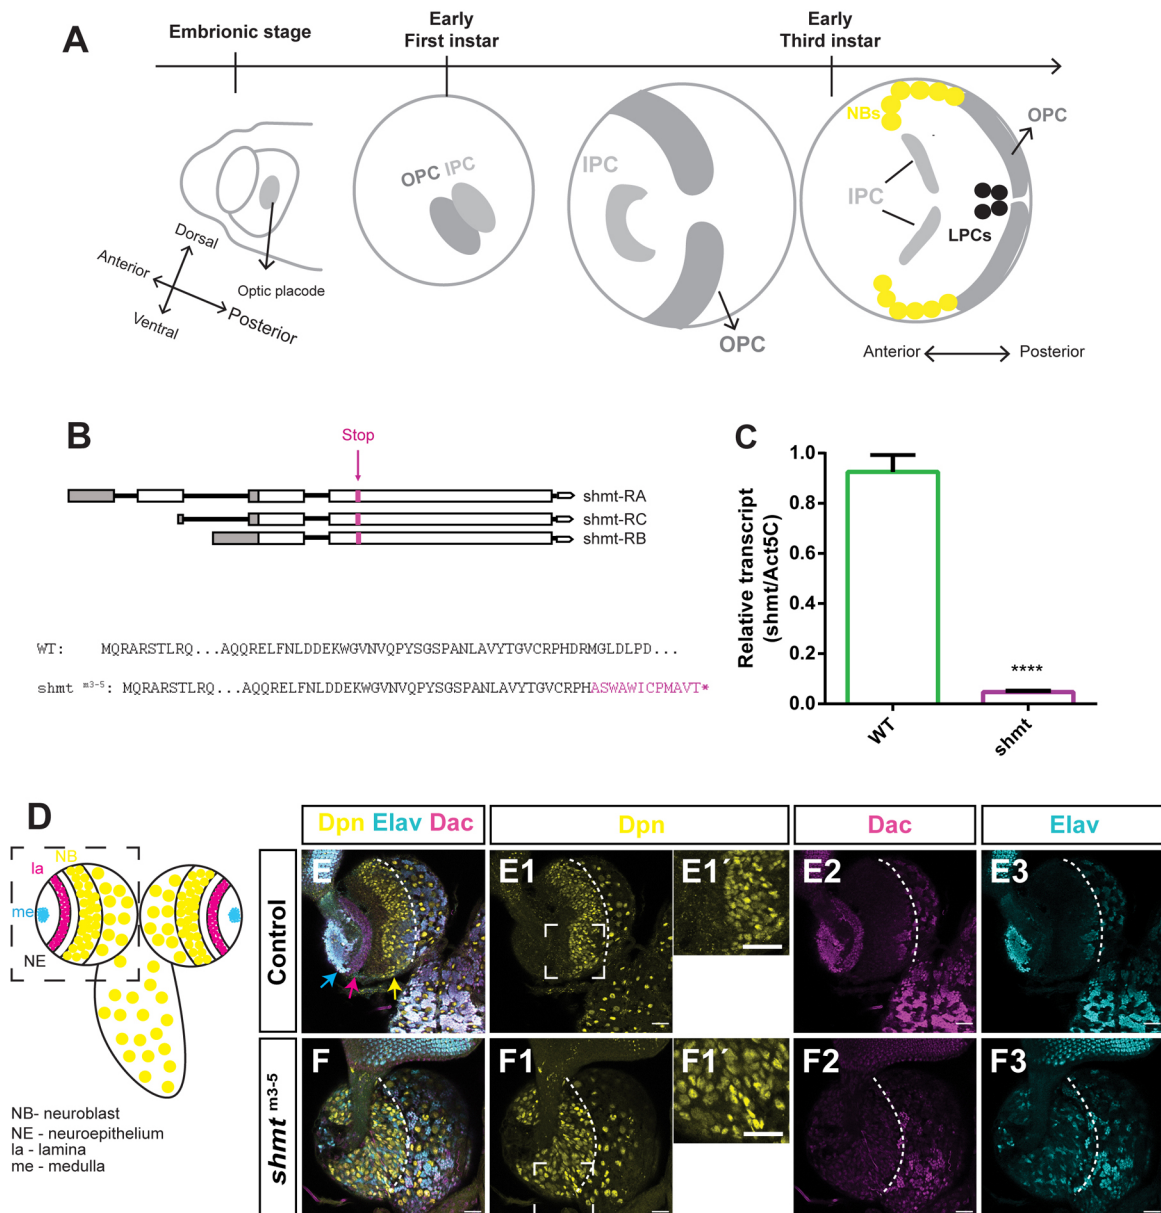 A
Embrionic stage
Early
First instar
Early
Third instar
Dorsal
Anterior
Ventral
Posterior
Optic placode
OPC IPC
IPC
OPC
NBs
OPC
IPC
LPCs
Anterior
Posterior
B
Stop
shmt-RA
shmt-RC
shmt-RB
WT: MQRARSTLRQ...AQQRELFNLDDEKWGVNVQPYSGSPANLAVYTGVCRPHDRMGLDLPD...
shmt m3-5: MQRARSTLRQ...AQQRELFNLDDEKWGVNVQPYSGSPANLAVYTGVCRPHASWAWICPMAVT*
C
Relative transcript
(shmt/Act5C)
1.0
0.8
0.6
0.4
0.2
0.0
****
WT
shmt
D
la
NB
me
NE
NB- neuroblast
NE - neuroepithelium
la - lamina
me - medulla
Dpn Elav Dac
Dpn
Dac
Elav
Control
E
E1
E1´
E2
E3
shmt m3-5
F
F1
F1´
F2
F3